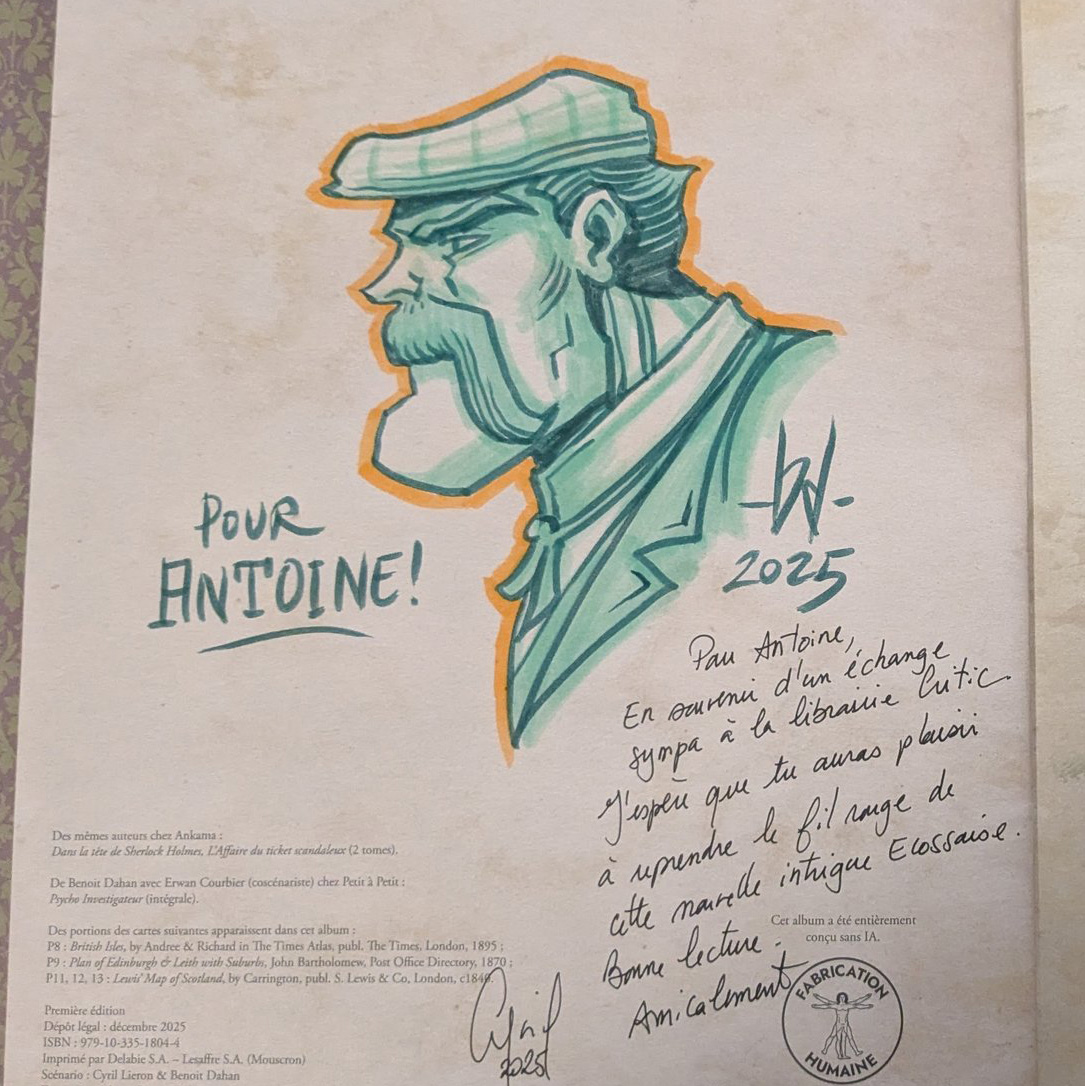 POUR
ANTOINE!
bd
2025
Pour Antoine,
En souvenir d'un échange
sympa à la librairie Critic.
J'espère que tu auras plaisir
à reprendre le fil rouge de
cette nouvelle intrigue Ecossaise.
Bonne lecture.
Amicalement
Cyril
2025
Des mêmes auteurs chez Ankama :
Dans la tête de Sherlock Holmes, L'Affaire du ticket scandaleux (2 tomes).
De Benoit Dahan avec Erwan Courbier (coscénariste) chez Petit à Petit :
Psycho Investigateur (intégrale).
Des portions des cartes suivantes apparaissent dans cet album :
P8 : British Isles, by Andree & Richard in The Times Atlas, publ. The Times, London, 1895 ;
P9 : Plan of Edinburgh & Leith with Suburbs, John Bartholomew, Post Office Directory, 1870 ;
P11, 12, 13 : Lewis' Map of Scotland, by Carrington, publ. S. Lewis & Co, London, c1840.
Première édition
Dépôt légal : décembre 2025
ISBN : 979-10-335-1804-4
Imprimé par Delabie S.A. – Lesaffre S.A. (Mouscron)
Scénario : Cyril Lieron & Benoit Dahan
Cet album a été entièrement
conçu sans IA.
FABRICATION
HUMAINE